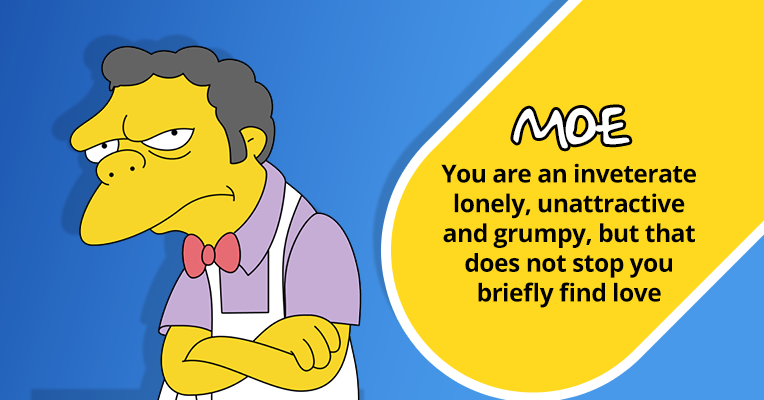 MOE
You are an inveterate
lonely, unattractive
and grumpy, but that
does not stop you
briefly find love